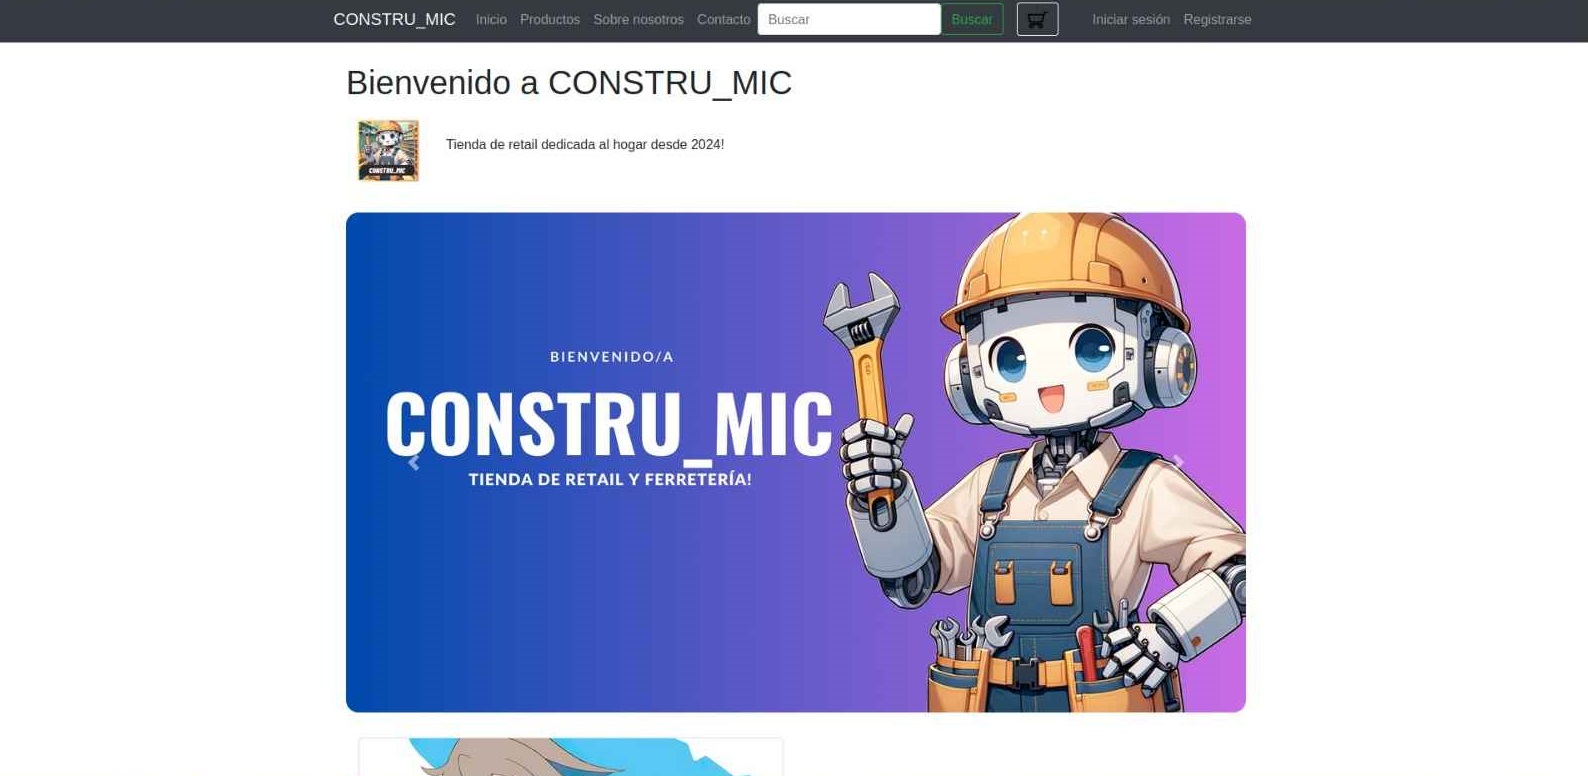 CONSTRU_MIC Inicio Productos Sobre nosotros Contacto Buscar Buscar Iniciar sesión Registrarse
Bienvenido a CONSTRU_MIC
CONSTRU_MIC
Tienda de retail dedicada al hogar desde 2024!
BIENVENIDO/A
CONSTRU_MIC
TIENDA DE RETAIL Y FERRETERÍA!